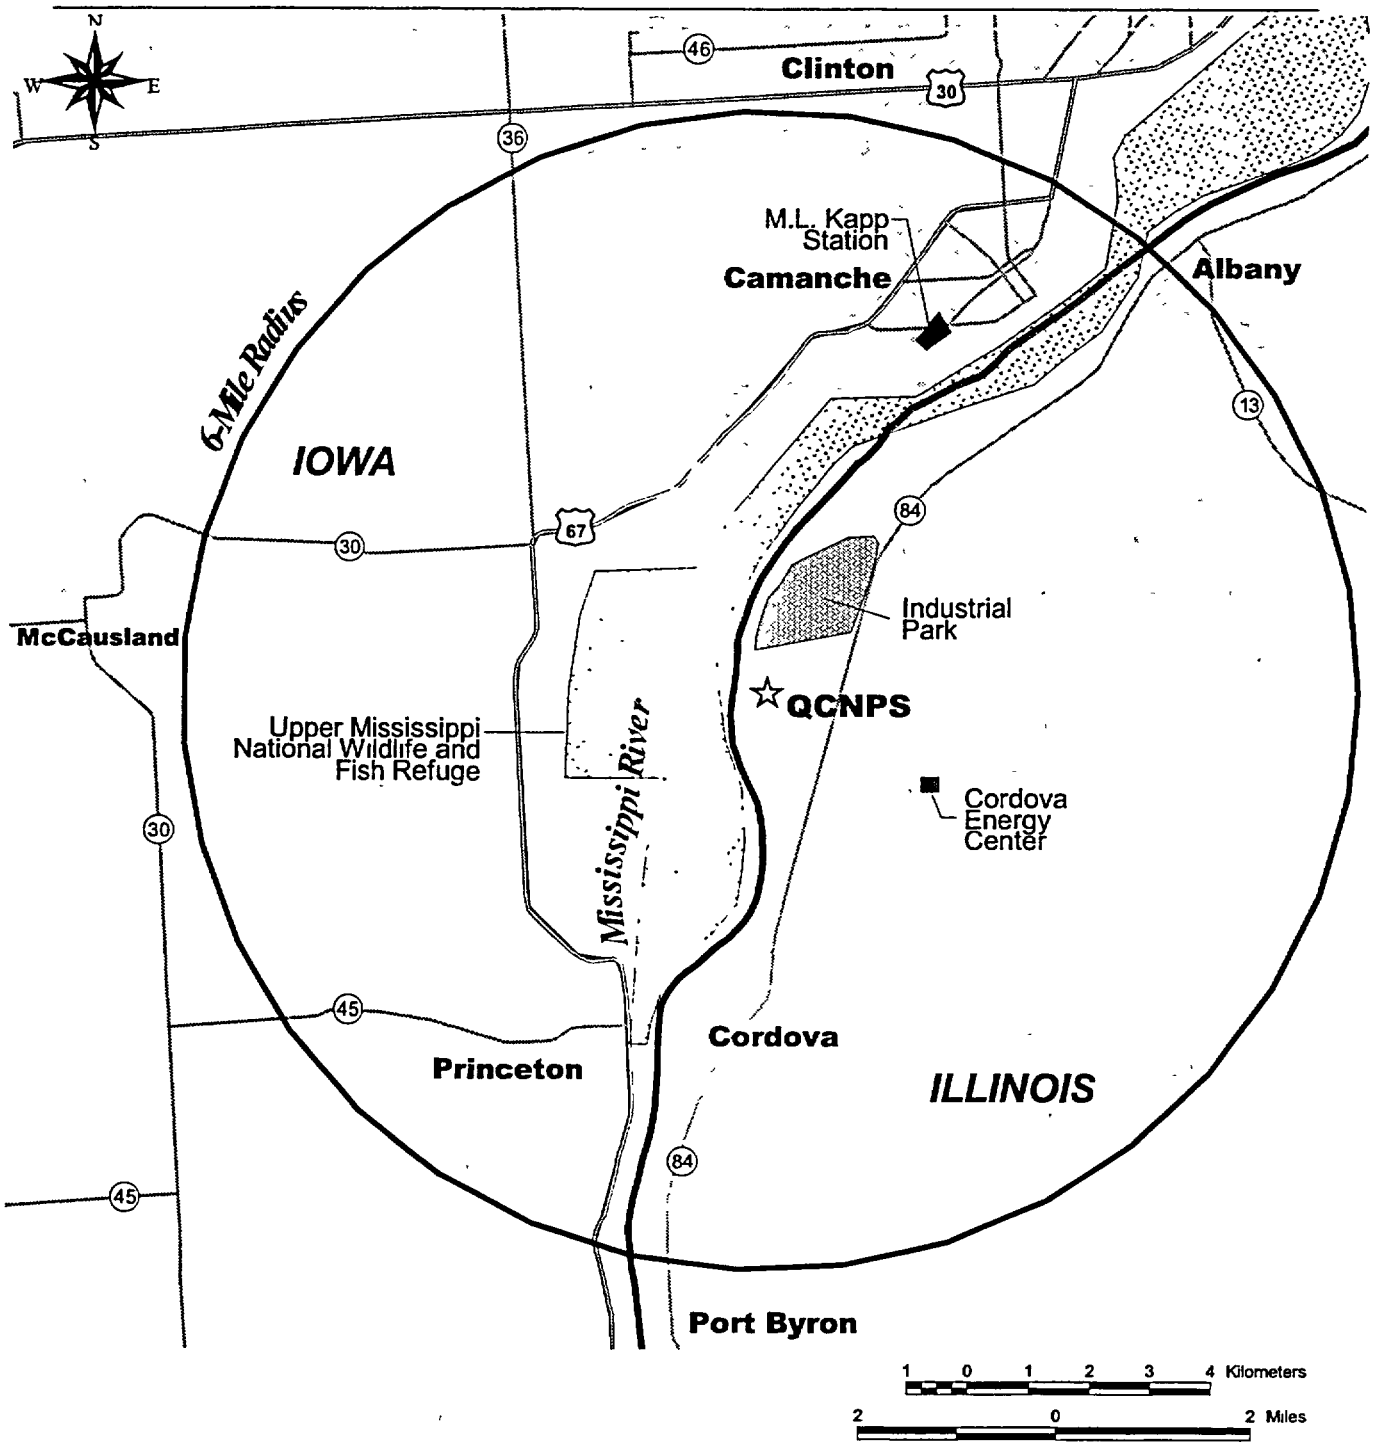 N
W
E
S
46
Clinton
30
36
M.L. Kapp
Station
Camanche
Albany
6-Mile Radius
13
IOWA
84
67
30
Industrial
Park
McCausland
QCNPS
Upper Mississippi
National Wildlife and
Fish Refuge
Mississippi River
Cordova
Energy
Center
30
45
Cordova
Princeton
ILLINOIS
84
45
Port Byron
1 0 1 2 3 4 Kilometers
2 0 2 Miles